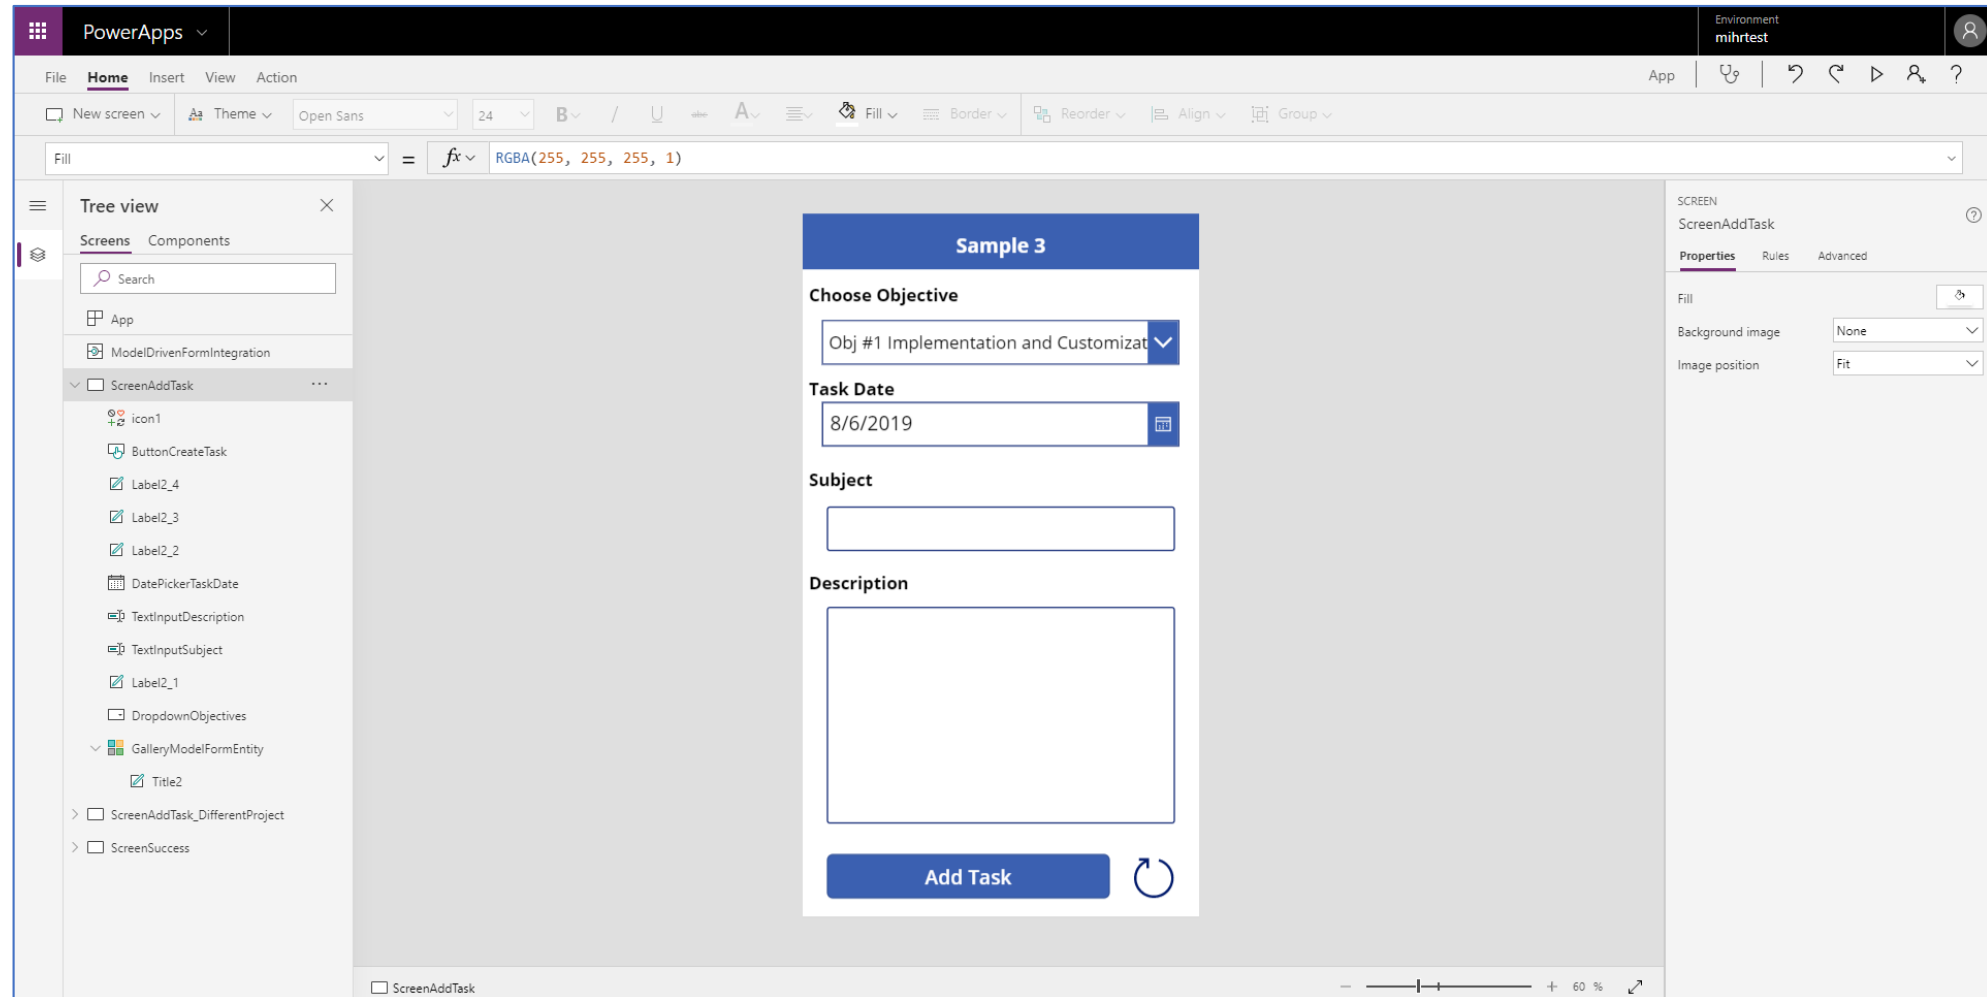 PowerApps
Environment
mihrtest
File Home Insert View Action
App
New screen Theme Open Sans 24 B / U abc A Fill Border Reorder Align Group
Fill = fx RGBA(255, 255, 255, 1)
Tree view
Screens Components
Search
App
ModelDrivenFormIntegration
ScreenAddTask ...
icon1
ButtonCreateTask
Label2_4
Label2_3
Label2_2
DatePickerTaskDate
TextInputDescription
TextInputSubject
Label2_1
DropdownObjectives
GalleryModelFormEntity
Title2
ScreenAddTask_DifferentProject
ScreenSuccess
Sample 3
Choose Objective
Obj #1 Implementation and Customizat
Task Date
8/6/2019
Subject
Description
Add Task
SCREEN
ScreenAddTask
Properties Rules Advanced
Fill
Background image None
Image position Fit
ScreenAddTask
60 %